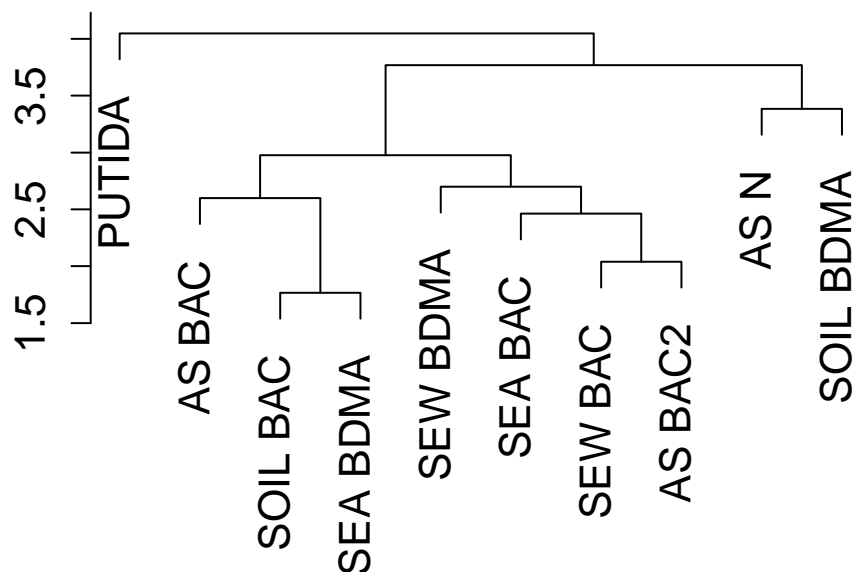 3.5
2.5
1.5
PUTIDA
AS BAC
SOIL BAC
SEA BDMA
SEW BDMA
SEA BAC
SEW BAC
AS BAC2
AS N
SOIL BDMA